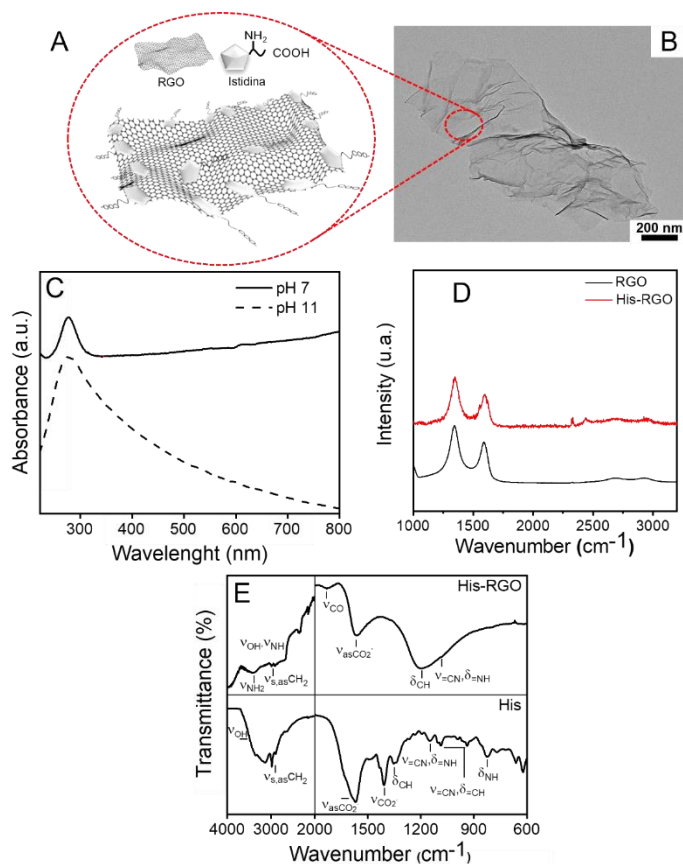 A
NH2
COOH
RGO
Istidina
B
200 nm
C
pH 7
pH 11
Absorbance (a.u.)
300 400 500 600 700 800
Wavelenght (nm)
D
RGO
His-RGO
Intensity (u.a.)
1000 1500 2000 2500 3000
Wavenumber (cm-1)
E
His-RGO
νCO
νOH, νNH
νasCO2-
νNH2
νs,asCH2
δCH
ν=CN,δ=NH
His
νOH
νs,asCH2
νasCO2
νCO2
δCH
ν=CN,δ=NH
ν=CN,δ=CH
δNH
Transmittance (%)
4000 3000 2000 1800 1200 900 600
Wavenumber (cm-1)